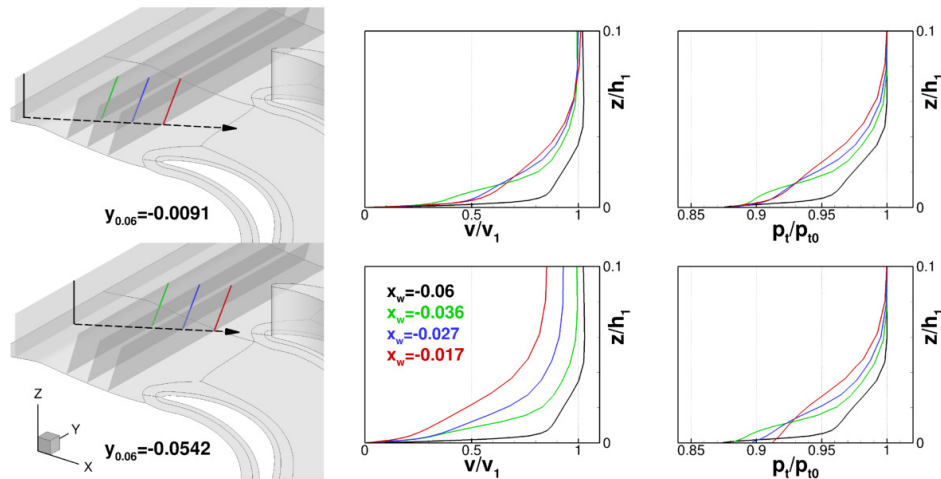 y0.06=-0.0091
0.1
z/h1
0
0 0.5 1
v/v1
0.1
z/h1
0
0.85 0.9 0.95 1
pt/pt0
Z
Y
X
y0.06=-0.0542
xw=-0.06
xw=-0.036
xw=-0.027
xw=-0.017
0.1
z/h1
0
0 0.5 1
v/v1
0.1
z/h1
0
0.85 0.9 0.95 1
pt/pt0